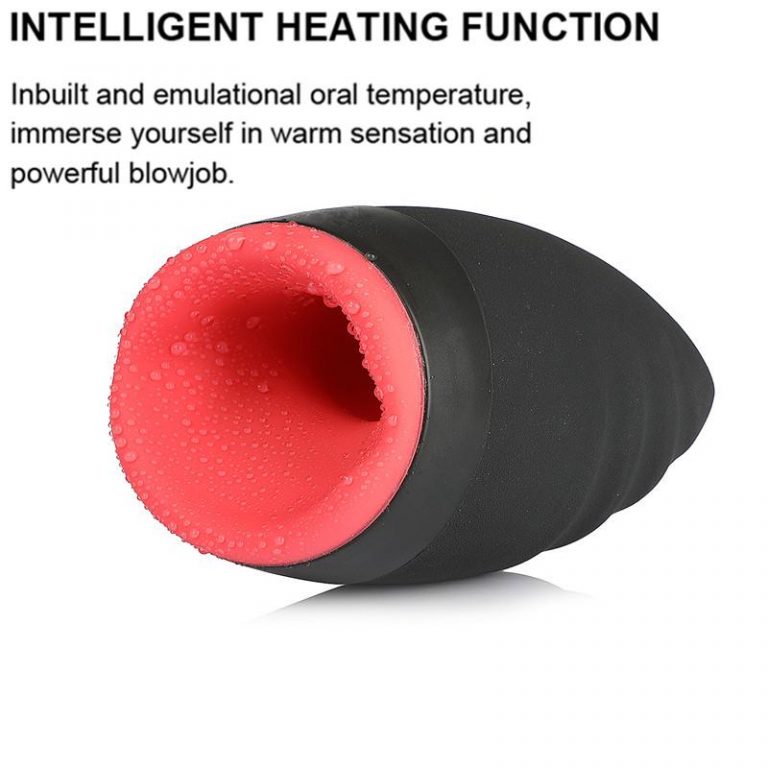 INTELLIGENT HEATING FUNCTION
Inbuilt and emulational oral temperature,
immerse yourself in warm sensation and
powerful blowjob.